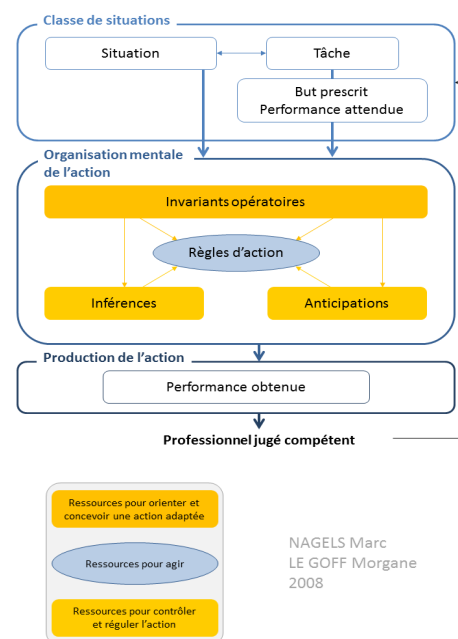 Classe de situations
Situation
Tâche
But prescrit
Performance attendue
Organisation mentale
de l'action
Invariants opératoires
Règles d'action
Inférences
Anticipations
Production de l'action
Performance obtenue
Professionnel jugé compétent
Ressources pour orienter et
concevoir une action adaptée
Ressources pour agir
Ressources pour contrôler
et réguler l'action
NAGELS Marc
LE GOFF Morgane
2008